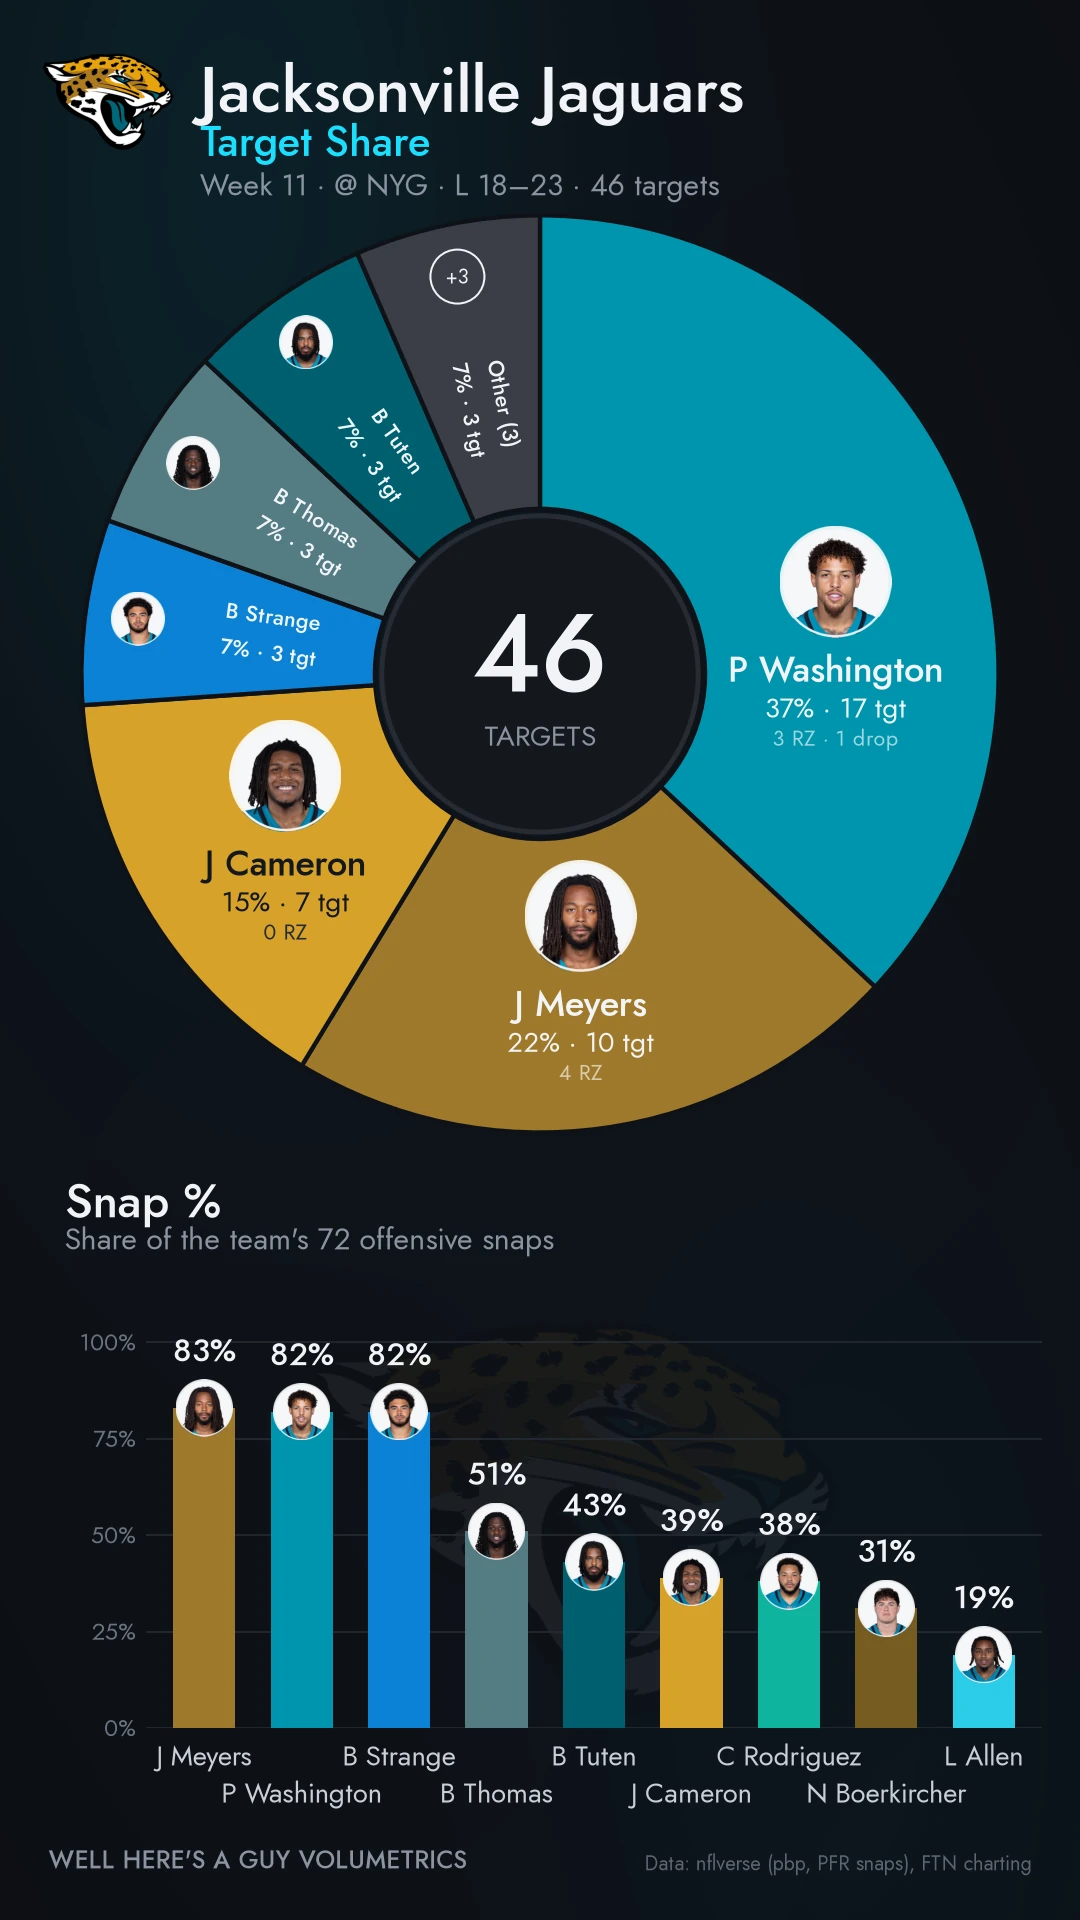 Jacksonville Jaguars
Target Share
Week 11 · @ NYG · L 18–23 · 46 targets
+3
Other (3)
7% · 3 tgt
B Tuten
7% · 3 tgt
B Thomas
7% · 3 tgt
B Strange
7% · 3 tgt
P Washington
37% · 17 tgt
3 RZ · 1 drop
46
TARGETS
J Cameron
15% · 7 tgt
0 RZ
J Meyers
22% · 10 tgt
4 RZ
Snap %
Share of the team's 72 offensive snaps
100%
75%
50%
25%
0%
83%
82%
82%
51%
43%
39%
38%
31%
19%
J Meyers
P Washington
B Strange
B Thomas
B Tuten
J Cameron
C Rodriguez
N Boerkircher
L Allen
WELL HERE'S A GUY VOLUMETRICS
Data: nflverse (pbp, PFR snaps), FTN charting